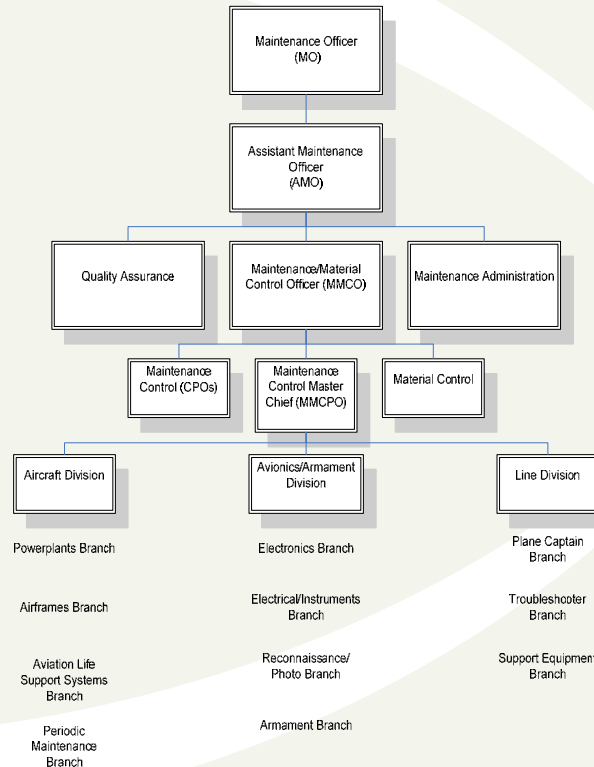 Maintenance Officer
(MO)
Assistant Maintenance
Officer
(AMO)
Quality Assurance
Maintenance/Material
Control Officer (MMCO)
Maintenance Administration
Maintenance
Control (CPOs)
Maintenance
Control Master
Chief (MMCPO)
Material Control
Aircraft Division
Avionics/Armament
Division
Line Division
Powerplants Branch
Airframes Branch
Aviation Life
Support Systems
Branch
Periodic
Maintenance
Branch
Electronics Branch
Electrical/Instruments
Branch
Reconnaissance/
Photo Branch
Armament Branch
Plane Captain
Branch
Troubleshooter
Branch
Support Equipment
Branch